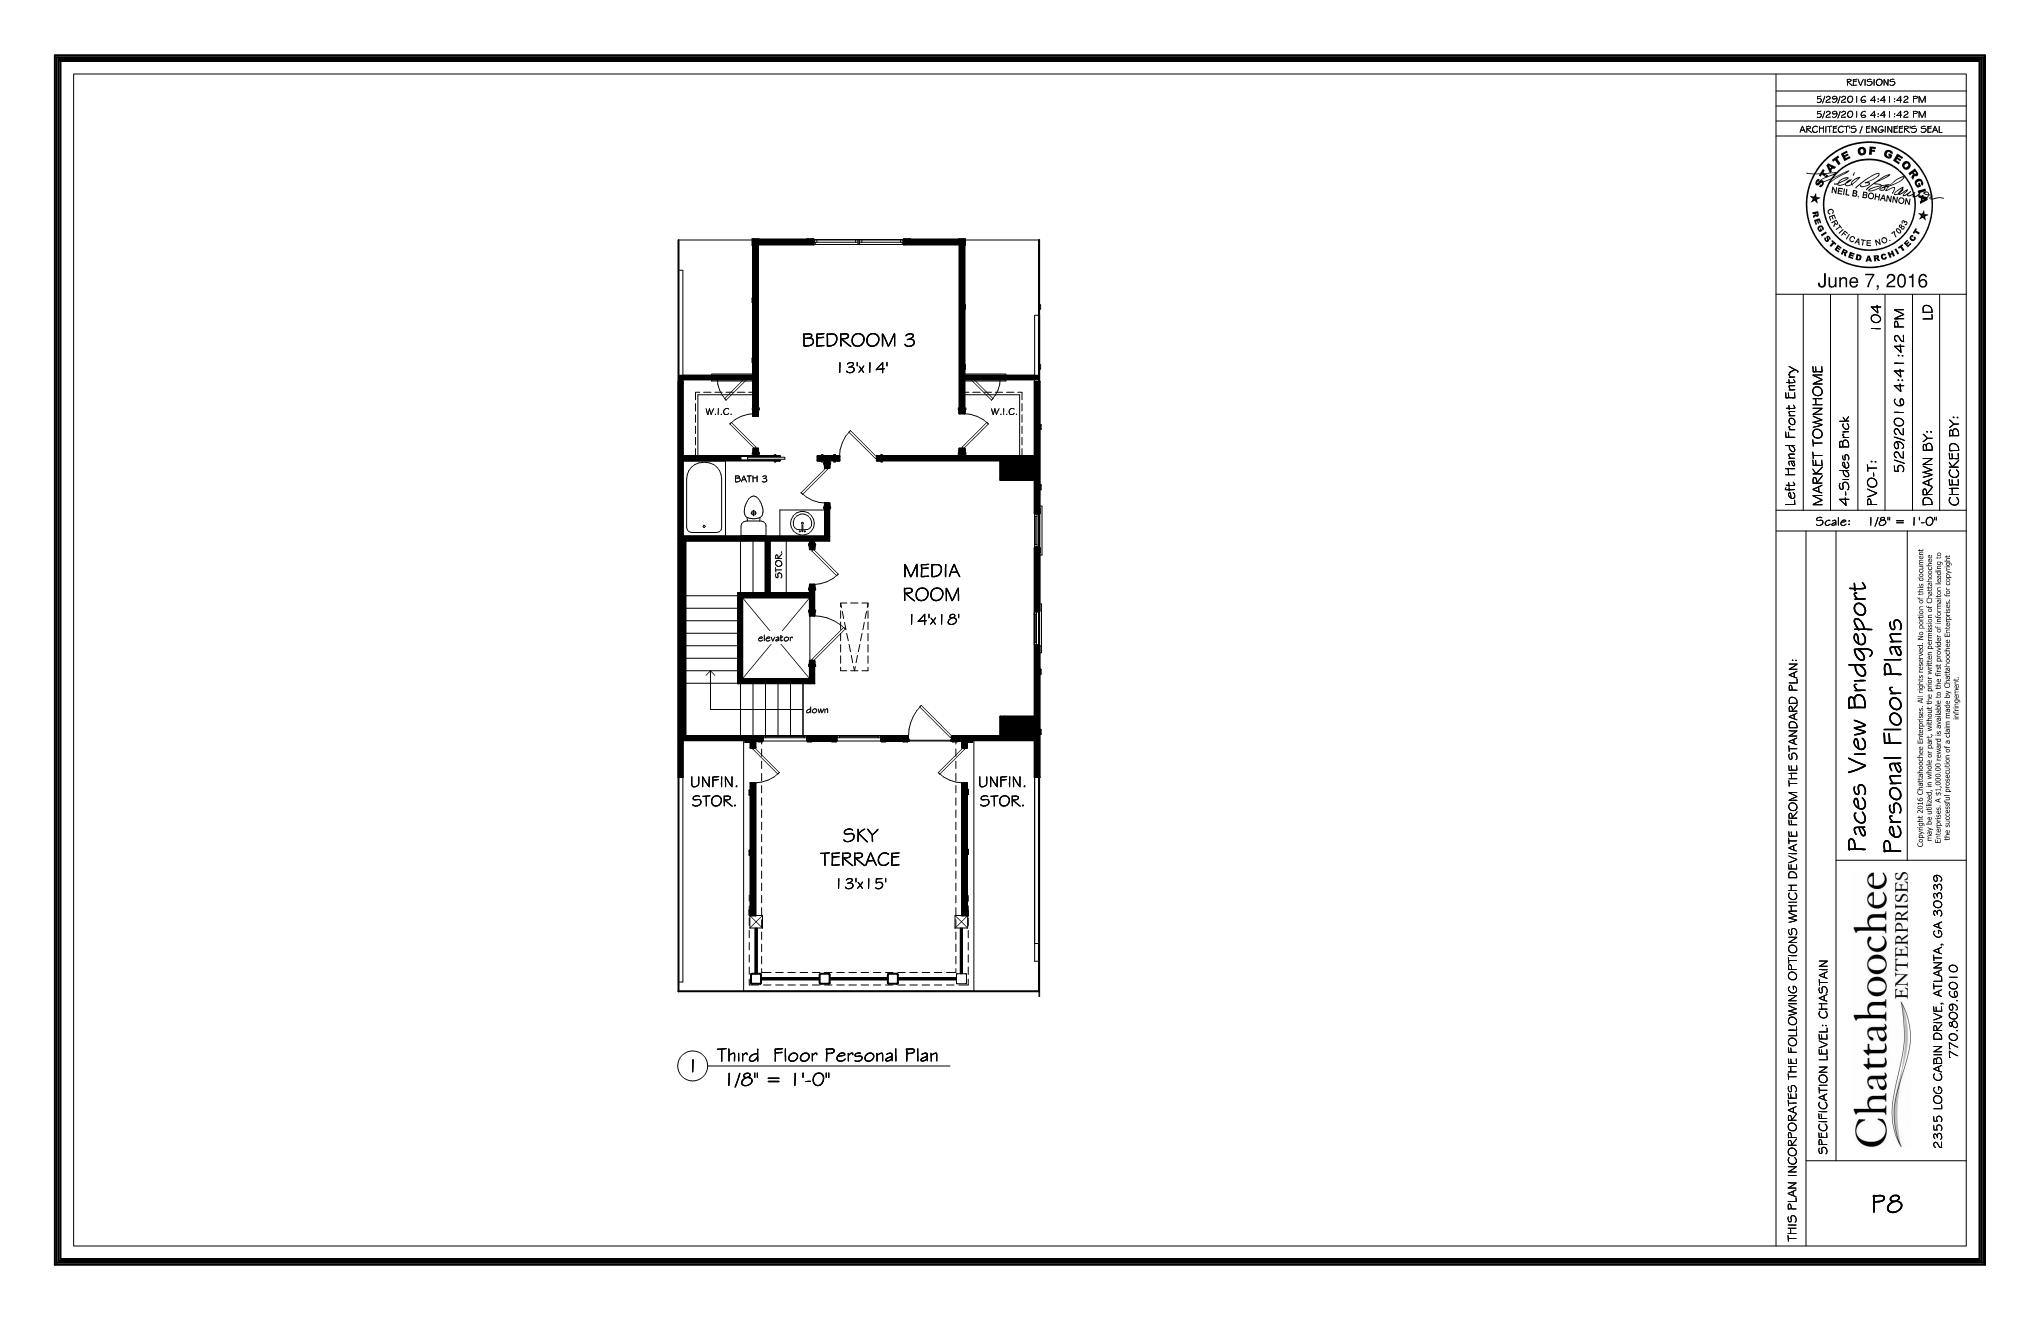 BEDROOM 3
13'x14'
W.I.C.
W.I.C.
BATH 3
STOR.
MEDIA
ROOM
14'x18'
elevator
down
UNFIN.
STOR.
UNFIN.
STOR.
SKY
TERRACE
13'x15'
1
Third Floor Personal Plan
1/8" = 1'-0"
REVISIONS
5/29/2016 4:41:42 PM
5/29/2016 4:41:42 PM
ARCHITECT'S / ENGINEER'S SEAL
STATE OF GEORGIA
NEIL B. BOHANNON
CERTIFICATE NO. 7083
REGISTERED ARCHITECT
June 7, 2016
Left Hand Front Entry
MARKET TOWNHOME
4-Sides Brick
PVO-T: 104
5/29/2016 4:41:42 PM
DRAWN BY: LD
CHECKED BY:
Scale: 1/8" = 1'-0"
THIS PLAN INCORPORATES THE FOLLOWING OPTIONS WHICH DEVIATE FROM THE STANDARD PLAN:
SPECIFICATION LEVEL: CHASTAIN
Paces View Bridgeport
Personal Floor Plans
Copyright 2016 Chattahoochee Enterprises. All rights reserved. No portion of this document
may be utilized, in whole or part, without the prior written permission of Chattahoochee
Enterprises. A $1,000.00 reward is available to the first provider of informaiton leading to
the successful prosecution of a claim made by Chattahoochee Enterprises. for copyright
infringement.
Chattahoochee
ENTERPRISES
2355 LOG CABIN DRIVE, ATLANTA, GA 30339
770.809.6010
P8